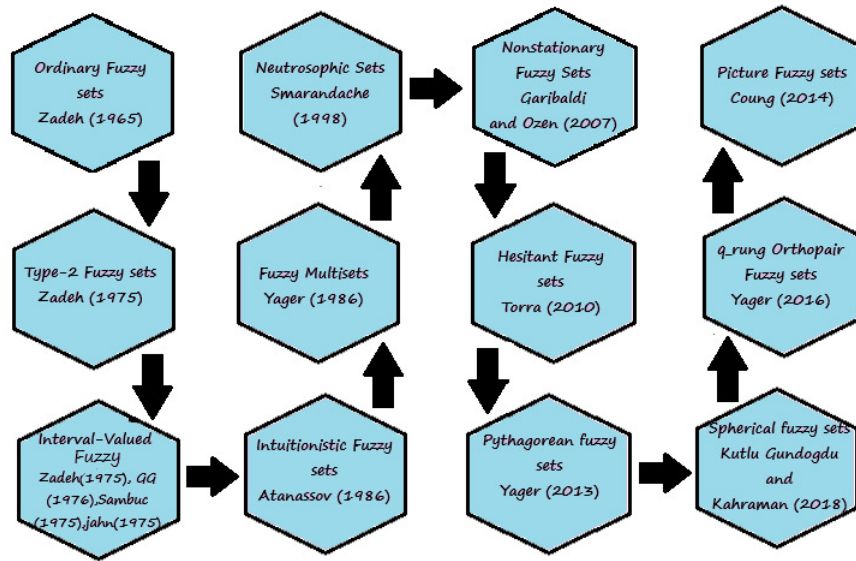 Ordinary Fuzzy
sets
Zadeh (1965)
Type-2 Fuzzy sets
Zadeh (1975)
Interval-Valued
Fuzzy
Zadeh(1975), GG
(1976),Sambuc
(1975),jahn(1975)
Intuitionistic Fuzzy
sets
Atanassov (1986)
Fuzzy Multisets
Yager (1986)
Neutrosophic Sets
Smarandache
(1998)
Nonstationary
Fuzzy Sets
Garibaldi
and Ozen (2007)
Hesitant Fuzzy
sets
Torra (2010)
Pythagorean fuzzy
sets
Yager (2013)
Spherical fuzzy sets
Kutlu Gundogdu
and
Kahraman (2018)
q_rung Orthopair
Fuzzy sets
Yager (2016)
Picture Fuzzy sets
Coung (2014)